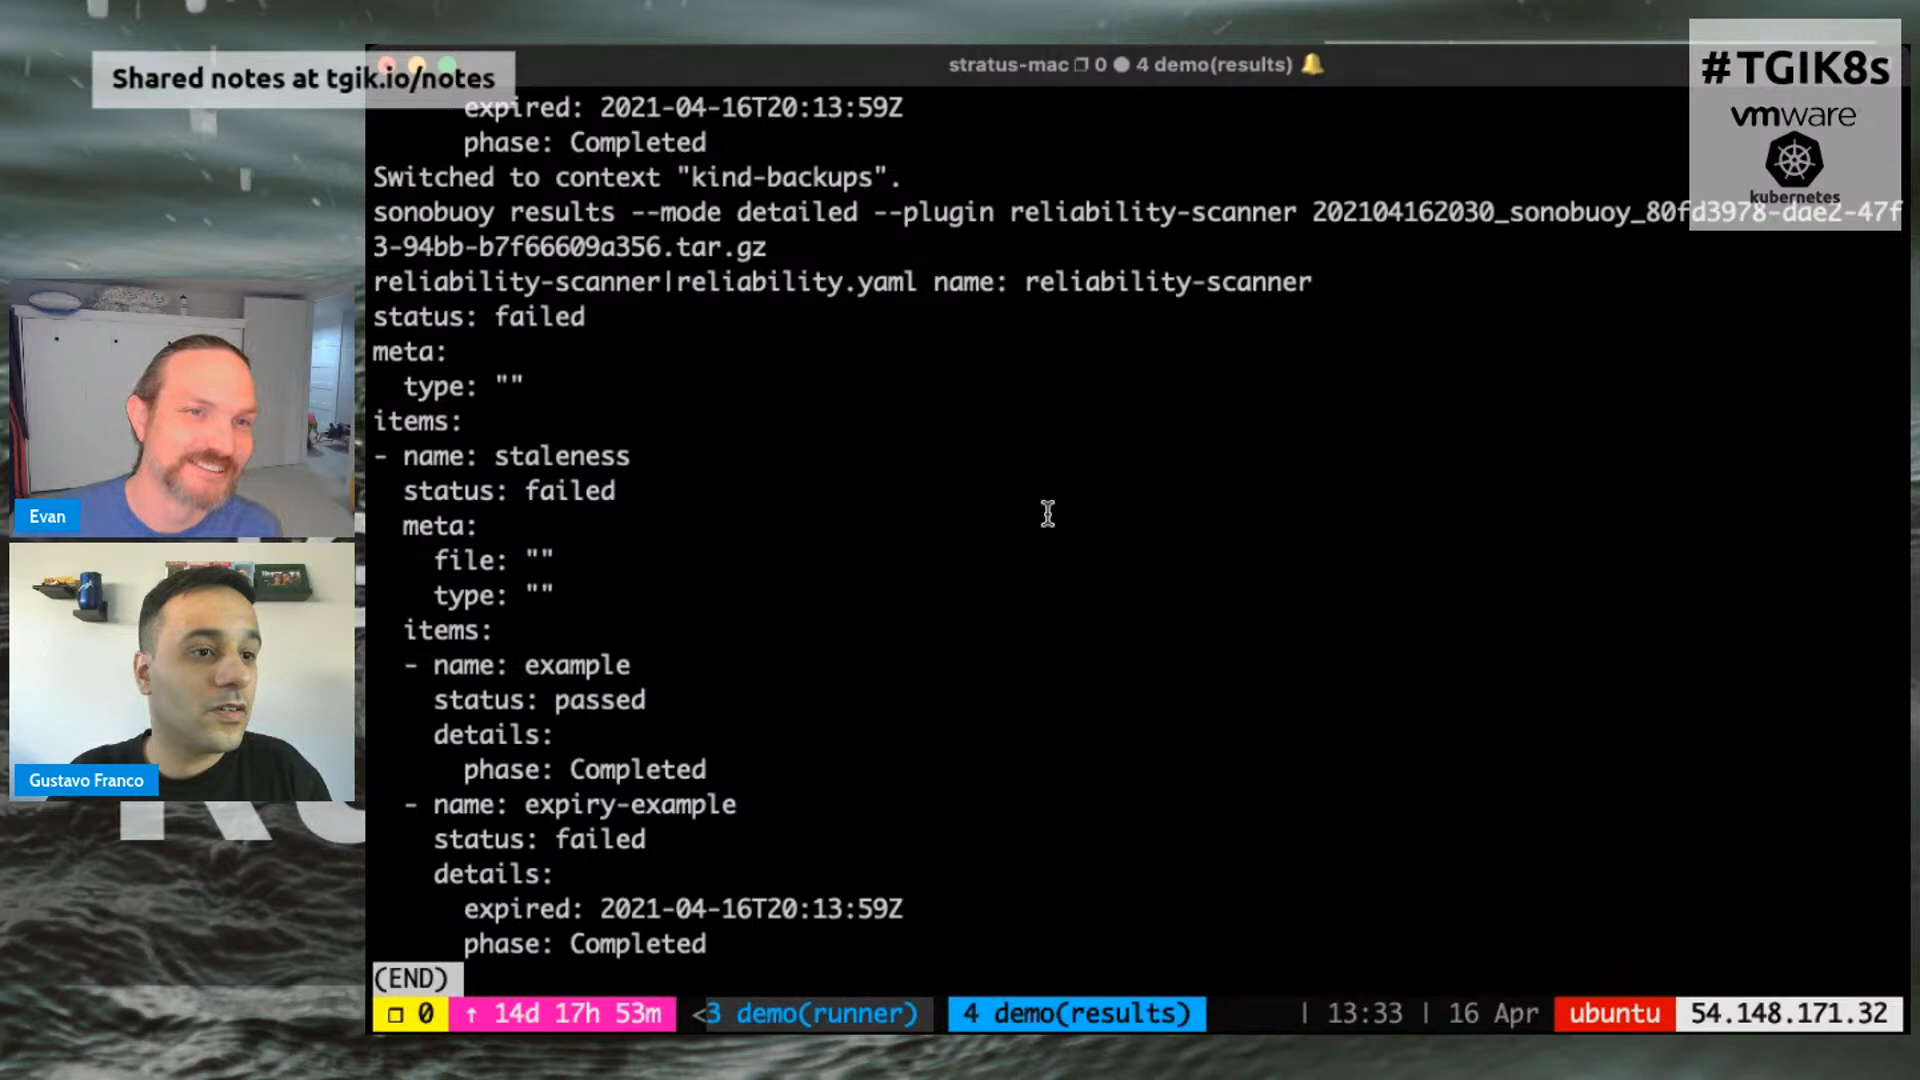 Shared notes at tgik.io/notes
stratus-mac ❐ 0 ● 4 demo(results) 🔔
#TGIK8s
vmware
kubernetes
expired: 2021-04-16T20:13:59Z
phase: Completed
Switched to context "kind-backups".
sonobuoy results --mode detailed --plugin reliability-scanner 202104162030_sonobuoy_80fd3978-dae2-47f
3-94bb-b7f66609a356.tar.gz
reliability-scanner|reliability.yaml name: reliability-scanner
status: failed
meta:
type: ""
items:
- name: staleness
status: failed
meta:
file: ""
type: ""
items:
- name: example
status: passed
details:
phase: Completed
- name: expiry-example
status: failed
details:
expired: 2021-04-16T20:13:59Z
phase: Completed
(END)
❐ 0 ↑ 14d 17h 53m <3 demo(runner) 4 demo(results) | 13:33 | 16 Apr ubuntu 54.148.171.32
Evan
Gustavo Franco